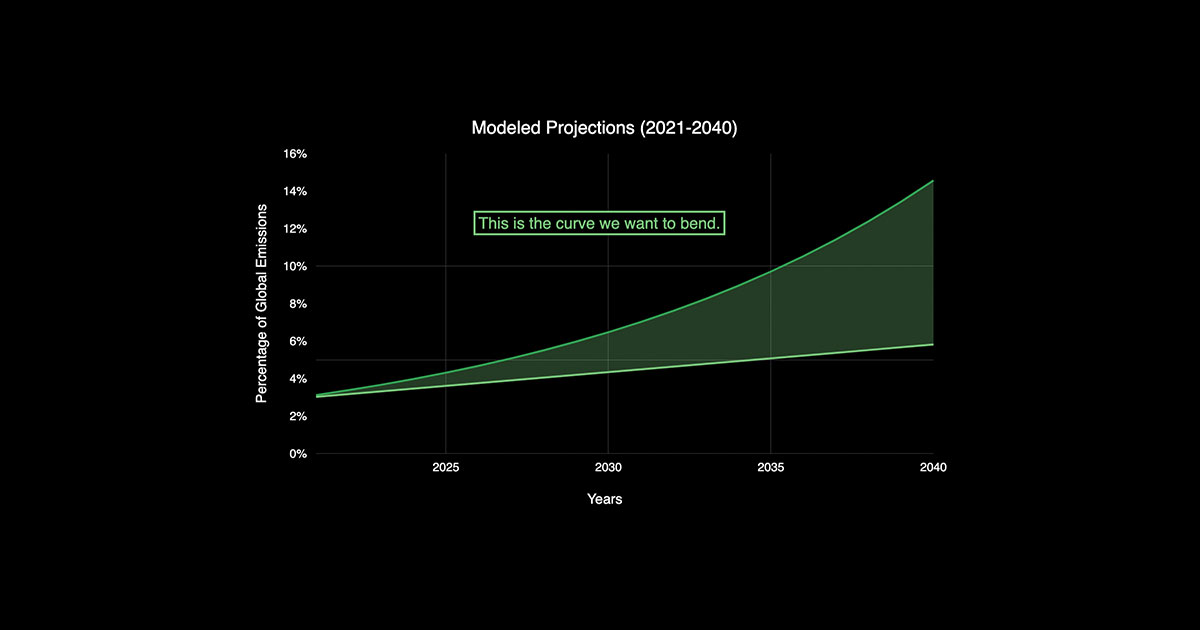 Modeled Projections (2021-2040)
16%
14%
This is the curve we want to bend.
12%
10%
8%
6%
4%
2%
0%
Percentage of Global Emissions
2025 2030 2035 2040
Years